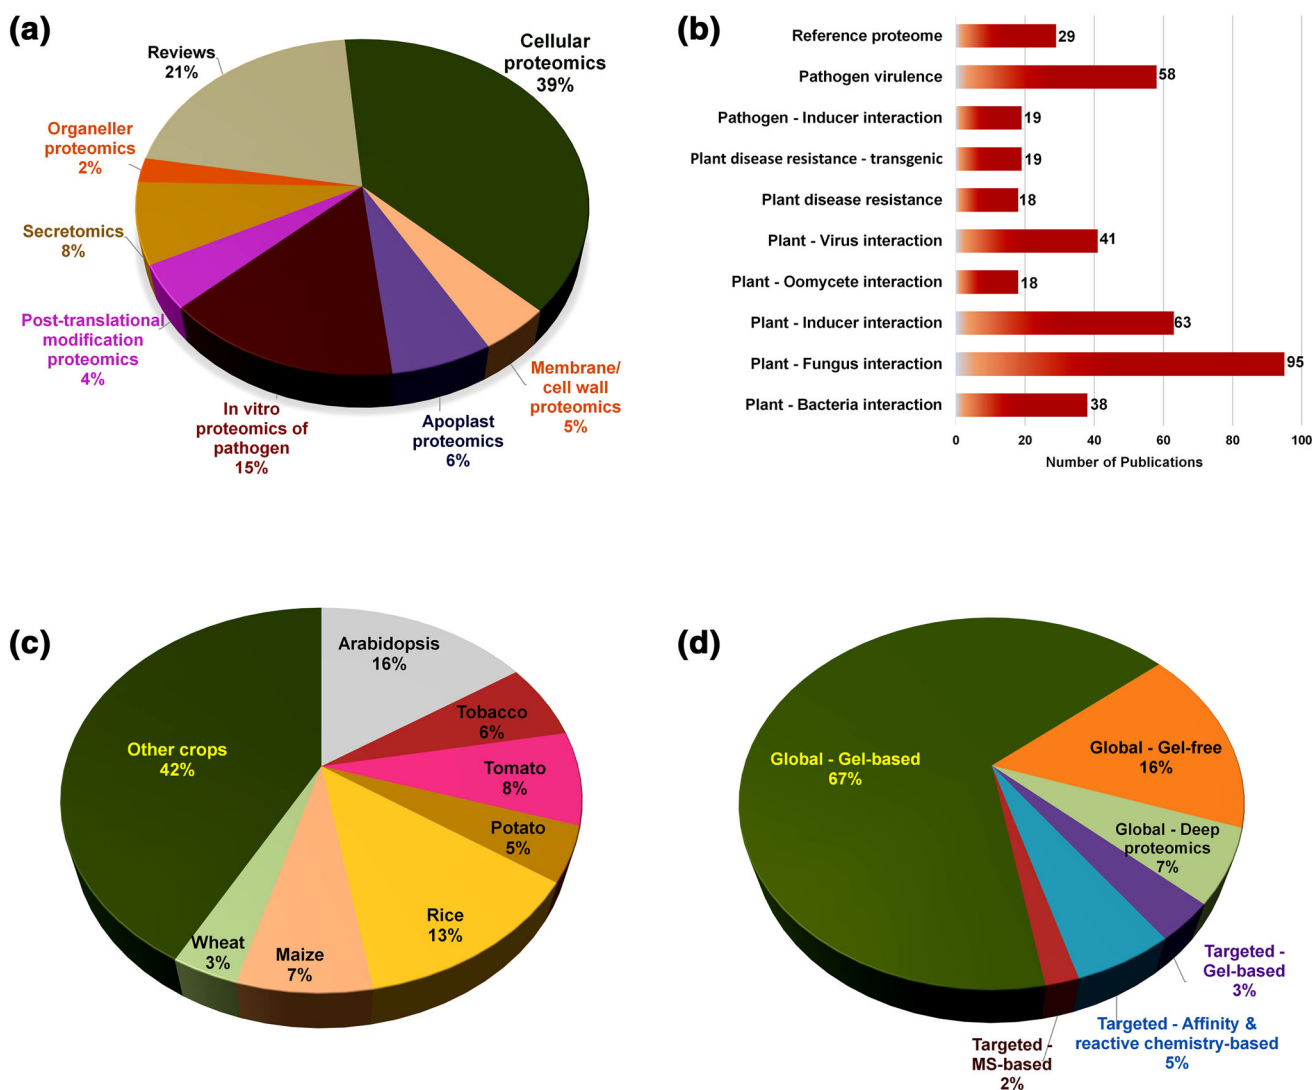 (a)
Reviews
21%
Cellular
proteomics
39%
Organeller
proteomics
2%
Secretomics
8%
Post-translational
modification
proteomics
4%
In vitro
proteomics of
pathogen
15%
Apoplast
proteomics
6%
Membrane/
cell wall
proteomics
5%
(b)
Reference proteome 29
Pathogen virulence 58
Pathogen - Inducer interaction 19
Plant disease resistance - transgenic 19
Plant disease resistance 18
Plant - Virus interaction 41
Plant - Oomycete interaction 18
Plant - Inducer interaction 63
Plant - Fungus interaction 95
Plant - Bacteria interaction 38
0 20 40 60 80 100
Number of Publications
(c)
Arabidopsis
16%
Tobacco
6%
Tomato
8%
Potato
5%
Rice
13%
Maize
7%
Wheat
3%
Other crops
42%
(d)
Global - Gel-based
67%
Global - Gel-free
16%
Global - Deep
proteomics
7%
Targeted -
Gel-based
3%
Targeted - Affinity &
reactive chemistry-based
5%
Targeted -
MS-based
2%